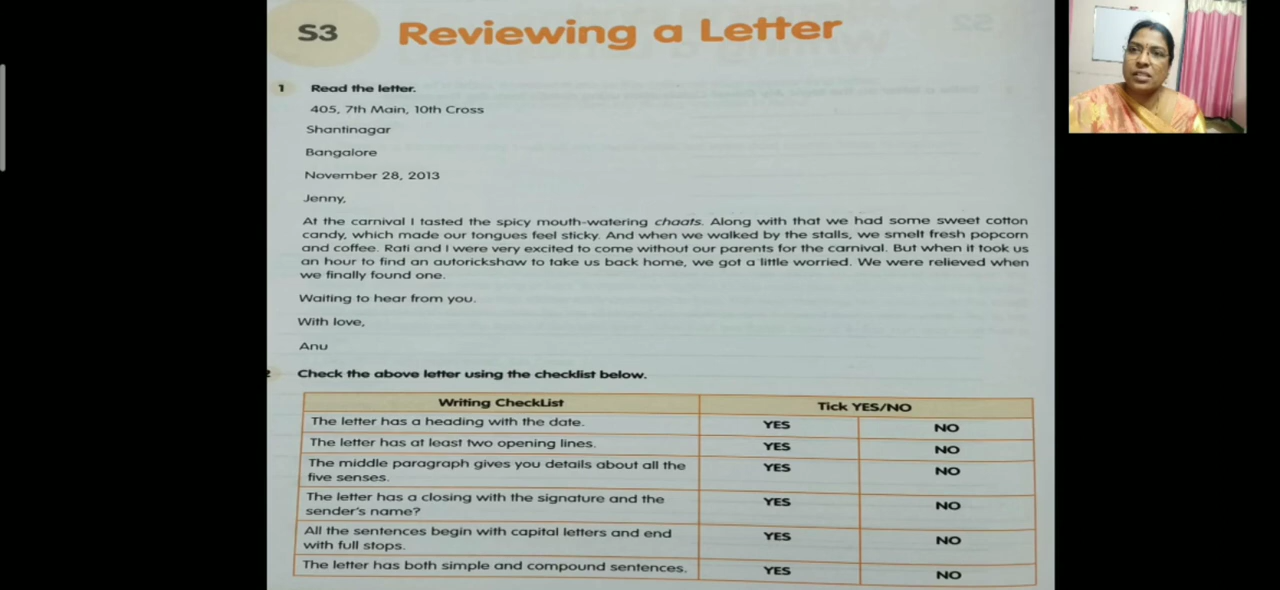 S3 Reviewing a Letter
1 Read the letter.
405, 7th Main, 10th Cross
Shantinagar
Bangalore
November 28, 2013
Jenny,
At the carnival I tasted the spicy mouth-watering chaats. Along with that we had some sweet cotton
candy, which made our tongues feel sticky. And when we walked by the stalls, we smelt fresh popcorn
and coffee. Rati and I were very excited to come without our parents for the carnival. But when it took us
an hour to find an autorickshaw to take us back home, we got a little worried. We were relieved when
we finally found one.
Waiting to hear from you.
With love,
Anu
2 Check the above letter using the checklist below.
Writing CheckList Tick YES/NO
The letter has a heading with the date. YES NO
The letter has at least two opening lines. YES NO
The middle paragraph gives you details about all the
five senses. YES NO
The letter has a closing with the signature and the
sender's name? YES NO
All the sentences begin with capital letters and end
with full stops. YES NO
The letter has both simple and compound sentences. YES NO